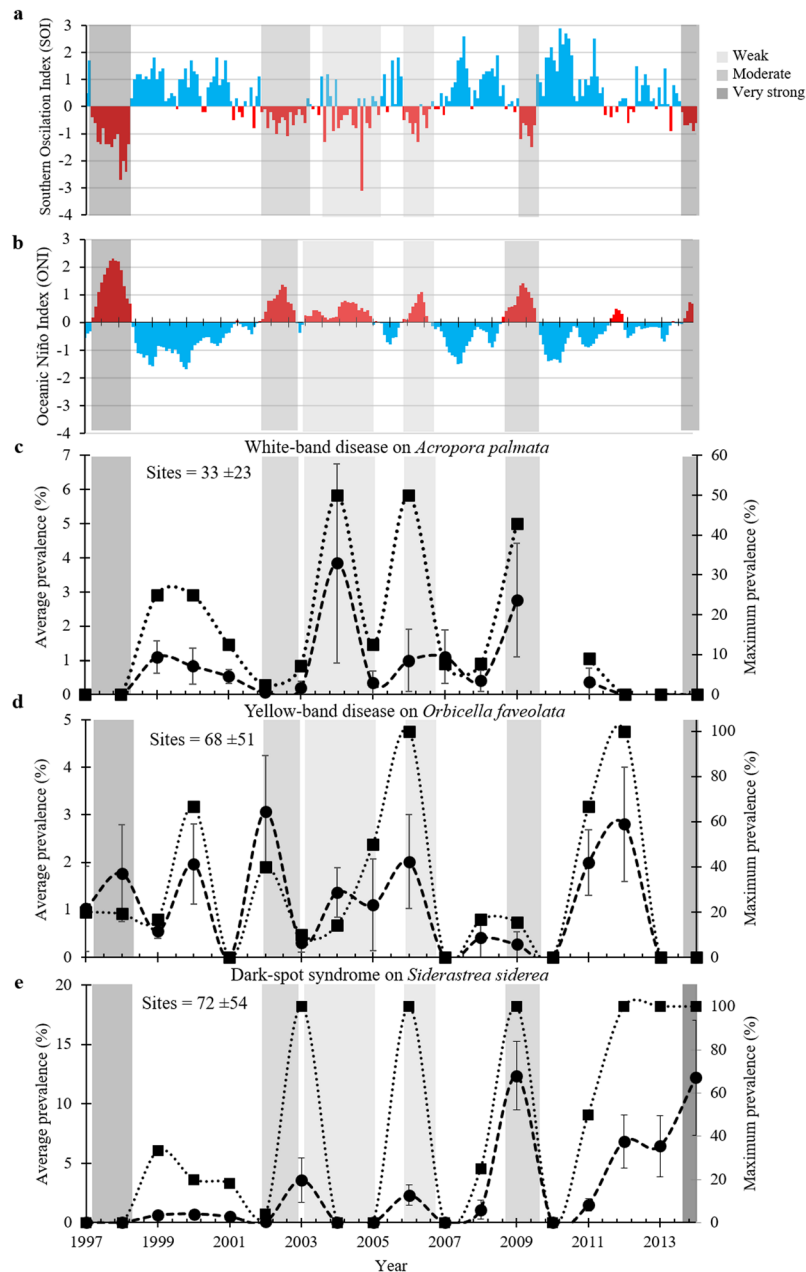 a
Southern Oscilation Index (SOI)
3
2
1
0
-1
-2
-3
-4
Weak
Moderate
Very strong
b
Oceanic Niño Index (ONI)
3
2
1
0
-1
-2
-3
-4
c
White-band disease on Acropora palmata
Sites = 33 ±23
Average prevalence (%)
7
6
5
4
3
2
1
0
60
50
40
30
20
10
0
Maximum prevalence (%)
d
Yellow-band disease on Orbicella faveolata
Sites = 68 ±51
Average prevalence (%)
5
4
3
2
1
0
100
80
60
40
20
0
Maximum prevalence (%)
e
Dark-spot syndrome on Siderastrea siderea
Sites = 72 ±54
Average prevalence (%)
20
15
10
5
0
100
80
60
40
20
0
Maximum prevalence (%)
1997 1999 2001 2003 2005 2007 2009 2011 2013
Year